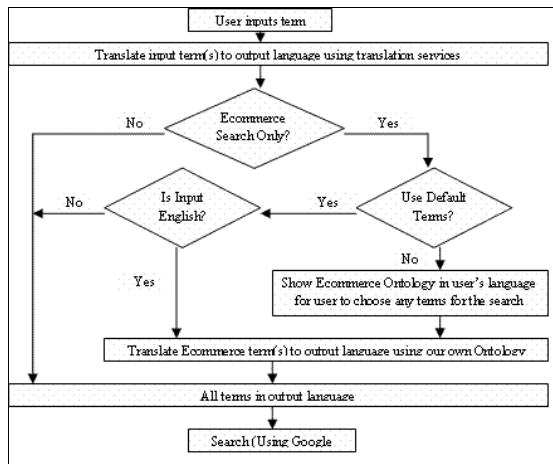 User inputs term
Translate input term(s) to output language using translation services
Ecommerce
Search Only?
No
Yes
Is Input
English?
Use Default
Terms?
No
Yes
No
Yes
Show Ecommerce Ontology in user's language
for user to choose any terms for the search
Translate Ecommerce term(s) to output language using our own Ontology
All terms in output language
Search (Using Google